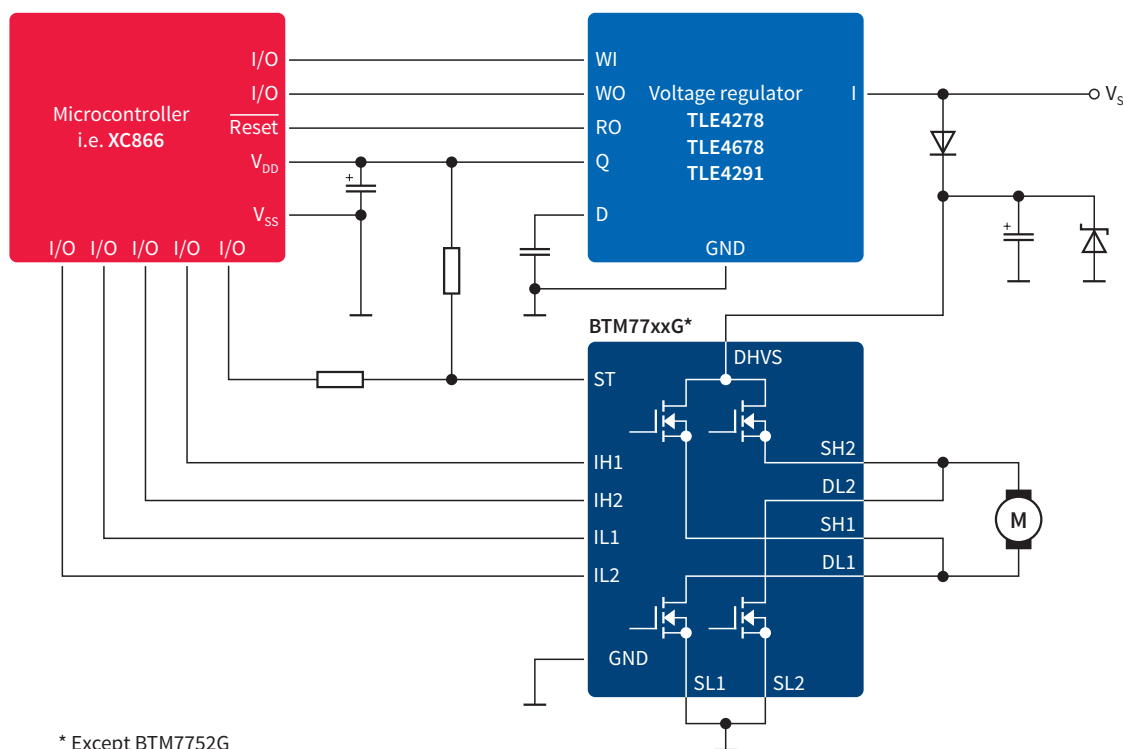 Microcontroller
i.e. XC866
I/O
I/O
Reset
VDD
VSS
I/O I/O I/O I/O I/O
+
WI
WO
RO
Q
D
Voltage regulator
TLE4278
TLE4678
TLE4291
I
GND
VS
+
BTM77xxG*
DHVS
ST
IH1
IH2
IL1
IL2
GND
SH2
DL2
SH1
DL1
SL1 SL2
M
* Except BTM7752G